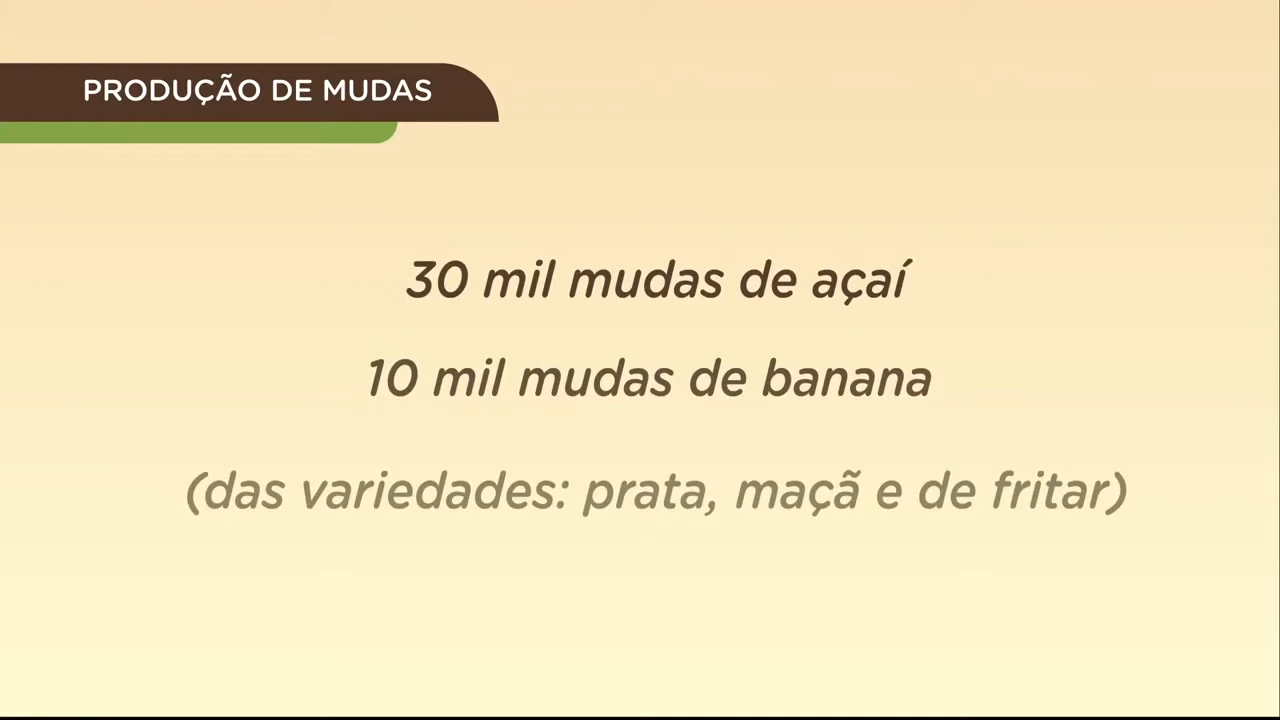 PRODUÇÃO DE MUDAS
30 mil mudas de açaí
10 mil mudas de banana
(das variedades: prata, maçã e de fritar)